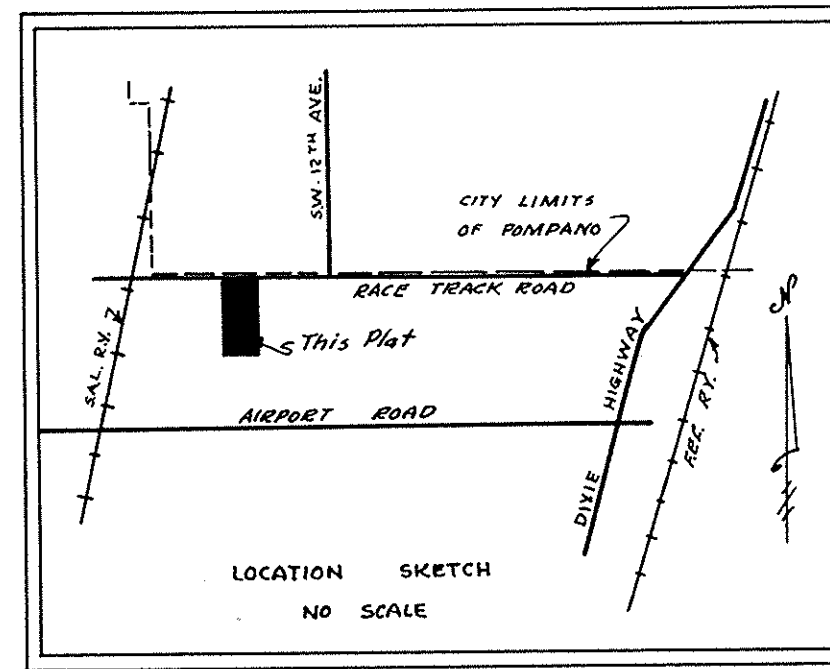 S.W. 12TH AVE.
CITY LIMITS
OF POMPANO
RACE TRACK ROAD
This Plat
S.A.L. RY.
AIRPORT ROAD
DIXIE HIGHWAY
F.E.C. RY.
N
LOCATION SKETCH
NO SCALE